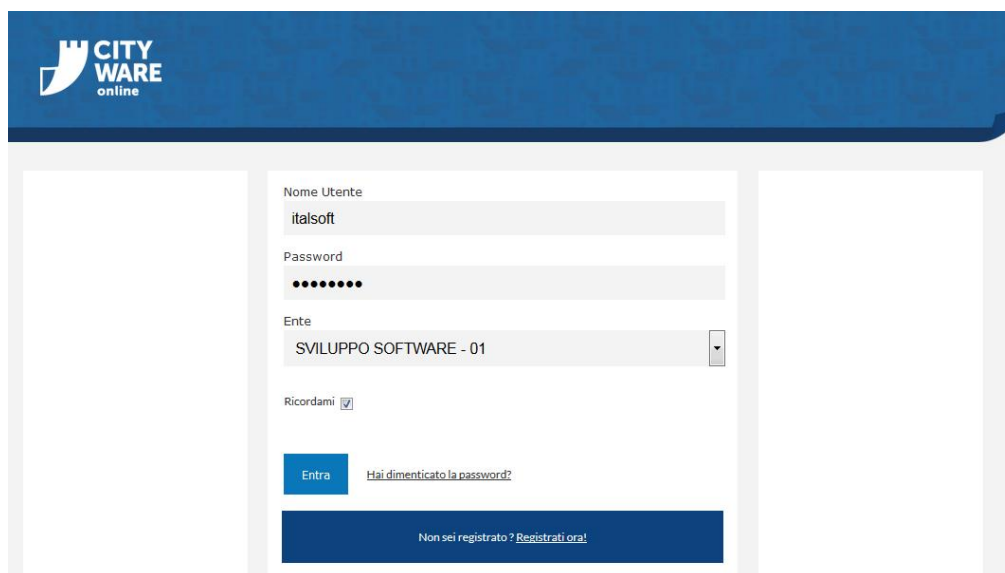 CITY
WARE
online
Nome Utente
italsoft
Password
••••••••
Ente
SVILUPPO SOFTWARE - 01
Ricordami
Entra Hai dimenticato la password?
Non sei registrato ? Registrati ora!